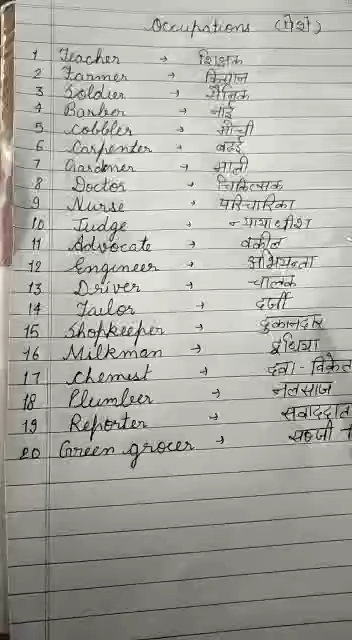 Occupations (पेशे)
1 Teacher → शिक्षक
2 Farmer → किसान
3 Soldier → सैनिक
4 Barbor → नाई
5 Cobbler → मोची
6 Carpenter → बढ़ई
7 Gardener → माली
8 Doctor → चिकित्सक
9 Nurse → परिचारिका
10 Judge → न्यायाधीश
11 Advocate → वकील
12 Engineer → अभियन्ता
13 Driver → चालक
14 Tailor → दर्जी
15 Shopkeeper → दुकानदार
16 Milkman → दूधिया
17 Chemist → दवा - विक्रेत
18 Plumber → नलसाज
19 Reporter → संवाददात
20 Green grocer → सब्जी